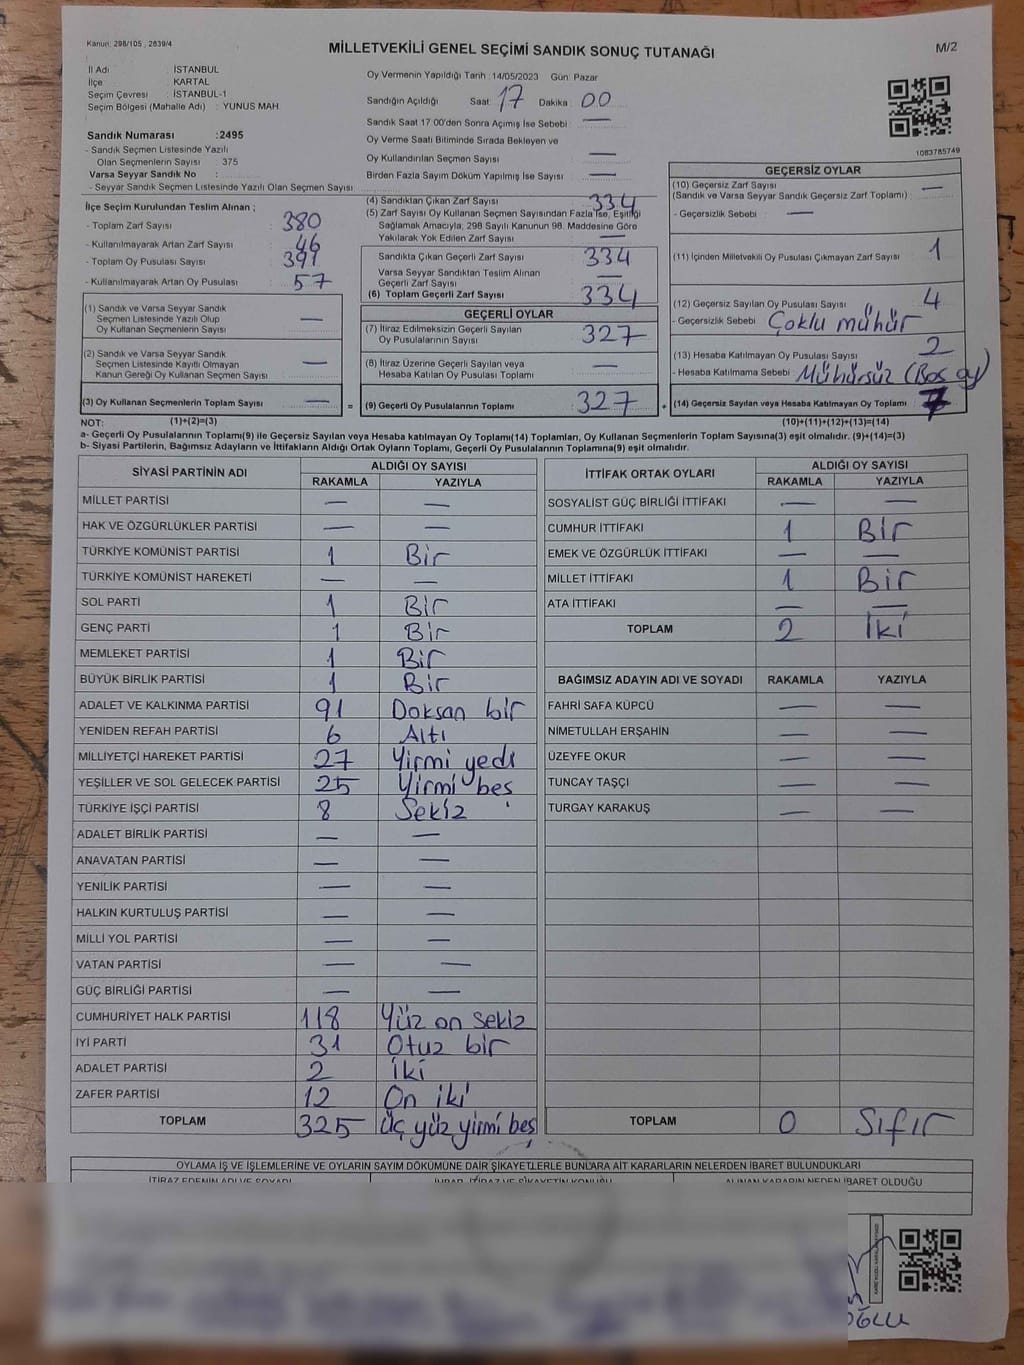 Kanun: 298/105 , 2839/4
MİLLETVEKİLİ GENEL SEÇİMİ SANDIK SONUÇ TUTANAĞI
M/2
İl Adı : İSTANBUL
İlçe : KARTAL
Seçim Çevresi : İSTANBUL-1
Seçim Bölgesi (Mahalle Adı) : YUNUS MAH
Sandık Numarası :2495
- Sandık Seçmen Listesinde Yazılı
Olan Seçmenlerin Sayısı : 375
Varsa Seyyar Sandık No :
- Seyyar Sandık Seçmen Listesinde Yazılı Olan Seçmen Sayısı :
İlçe Seçim Kurulundan Teslim Alınan ;
- Toplam Zarf Sayısı : 380
- Kullanılmayarak Artan Zarf Sayısı : 46
- Toplam Oy Pusulası Sayısı : 391
- Kullanılmayarak Artan Oy Pusulası : 57
Oy Vermenin Yapıldığı Tarih :14/05/2023 Gün: Pazar
Sandığın Açıldığı Saat: 17 Dakika: 00
Sandık Saat 17:00'den Sonra Açımış İse Sebebi : —
Oy Verme Saati Bitiminde Sırada Bekleyen ve
Oy Kullandırılan Seçmen Sayısı : —
Birden Fazla Sayım Döküm Yapılmış İse Sayısı : —
(4) Sandıktan Çıkan Zarf Sayısı : 334
(5) Zarf Sayısı Oy Kullanan Seçmen Sayısından Fazla İse, Eşitliği
Sağlamak Amacıyla, 298 Sayılı Kanunun 98. Maddesine Göre
Yakılarak Yok Edilen Zarf Sayısı : —
Sandıkta Çıkan Geçerli Zarf Sayısı : 334
Varsa Seyyar Sandıktan Teslim Alınan
Geçerli Zarf Sayısı : —
(6) Toplam Geçerli Zarf Sayısı : 334
1083785749
GEÇERSİZ OYLAR
(10) Geçersiz Zarf Sayısı
(Sandık ve Varsa Seyyar Sandık Geçersiz Zarf Toplamı) : —
- Geçersizlik Sebebi : —
(11) İçinden Milletvekili Oy Pusulası Çıkmayan Zarf Sayısı : 1
(12) Geçersiz Sayılan Oy Pusulası Sayısı : 4
- Geçersizlik Sebebi : Çoklu mühür
(13) Hesaba Katılmayan Oy Pusulası Sayısı : 2
- Hesaba Katılmama Sebebi : Mühürsüz (Boş oy)
(14) Geçersiz Sayılan veya Hesaba Katılmayan Oy Toplamı : 7
(1) Sandık ve Varsa Seyyar Sandık
Seçmen Listesinde Yazılı Olup
Oy Kullanan Seçmenlerin Sayısı : —
(2) Sandık ve Varsa Seyyar Sandık
Seçmen Listesinde Kayıtlı Olmayan
Kanun Gereği Oy Kullanan Seçmen Sayısı : —
(3) Oy Kullanan Seçmenlerin Toplam Sayısı : — =
GEÇERLİ OYLAR
(7) İtiraz Edilmeksizin Geçerli Sayılan
Oy Pusulalarının Sayısı : 327
(8) İtiraz Üzerine Geçerli Sayılan veya
Hesaba Katılan Oy Pusulası Toplamı : —
(9) Geçerli Oy Pusulalarının Toplamı : 327 +
NOT: (1)+(2)=(3) (10)+(11)+(12)+(13)=(14)
a- Geçerli Oy Pusulalarının Toplamı(9) ile Geçersiz Sayılan veya Hesaba katılmayan Oy Toplamı(14) Toplamları, Oy Kullanan Seçmenlerin Toplam Sayısına(3) eşit olmalıdır. (9)+(14)=(3)
b- Siyasi Partilerin, Bağımsız Adayların ve İttifakların Aldığı Ortak Oyların Toplamı, Geçerli Oy Pusulalarının Toplamına(9) eşit olmalıdır.
SİYASİ PARTİNİN ADI ALDIĞI OY SAYISI
RAKAMLA YAZIYLA
MİLLET PARTİSİ — —
HAK VE ÖZGÜRLÜKLER PARTİSİ — —
TÜRKİYE KOMÜNİST PARTİSİ 1 Bir
TÜRKİYE KOMÜNİST HAREKETİ — —
SOL PARTİ 1 Bir
GENÇ PARTİ 1 Bir
MEMLEKET PARTİSİ 1 Bir
BÜYÜK BİRLİK PARTİSİ 1 Bir
ADALET VE KALKINMA PARTİSİ 91 Doksan bir
YENİDEN REFAH PARTİSİ 6 Altı
MİLLİYETÇİ HAREKET PARTİSİ 27 Yirmi yedi
YEŞİLLER VE SOL GELECEK PARTİSİ 25 Yirmi beş
TÜRKİYE İŞÇİ PARTİSİ 8 Sekiz
ADALET BİRLİK PARTİSİ — —
ANAVATAN PARTİSİ — —
YENİLİK PARTİSİ — —
HALKIN KURTULUŞ PARTİSİ — —
MİLLİ YOL PARTİSİ — —
VATAN PARTİSİ — —
GÜÇ BİRLİĞİ PARTİSİ — —
CUMHURİYET HALK PARTİSİ 118 Yüz on sekiz
İYİ PARTİ 31 Otuz bir
ADALET PARTİSİ 2 İki
ZAFER PARTİSİ 12 On iki
TOPLAM 325 üç yüz yirmi beş
İTTİFAK ORTAK OYLARI ALDIĞI OY SAYISI
RAKAMLA YAZIYLA
SOSYALİST GÜÇ BİRLİĞİ İTTİFAKI — —
CUMHUR İTTİFAKI 1 Bir
EMEK VE ÖZGÜRLÜK İTTİFAKI — —
MİLLET İTTİFAKI 1 Bir
ATA İTTİFAKI — —
TOPLAM 2 İki
BAĞIMSIZ ADAYIN ADI VE SOYADI RAKAMLA YAZIYLA
FAHRİ SAFA KÜPCÜ — —
NİMETULLAH ERŞAHİN — —
ÜZEYFE OKUR — —
TUNCAY TAŞÇI — —
TURGAY KARAKUŞ — —
TOPLAM 0 Sıfır
OYLAMA İŞ VE İŞLEMLERİNE VE OYLARIN SAYIM DÖKÜMÜNE DAİR ŞİKAYETLERLE BUNLARA AİT KARARLARIN NELERDEN İBARET BULUNDUKLARI
İTİRAZ EDENİN ADI VE SOYADI İHBAR, İTİRAZ VE ŞİKAYETİN KONUSU ALINAN KARARIN NEDEN İBARET OLDUĞU